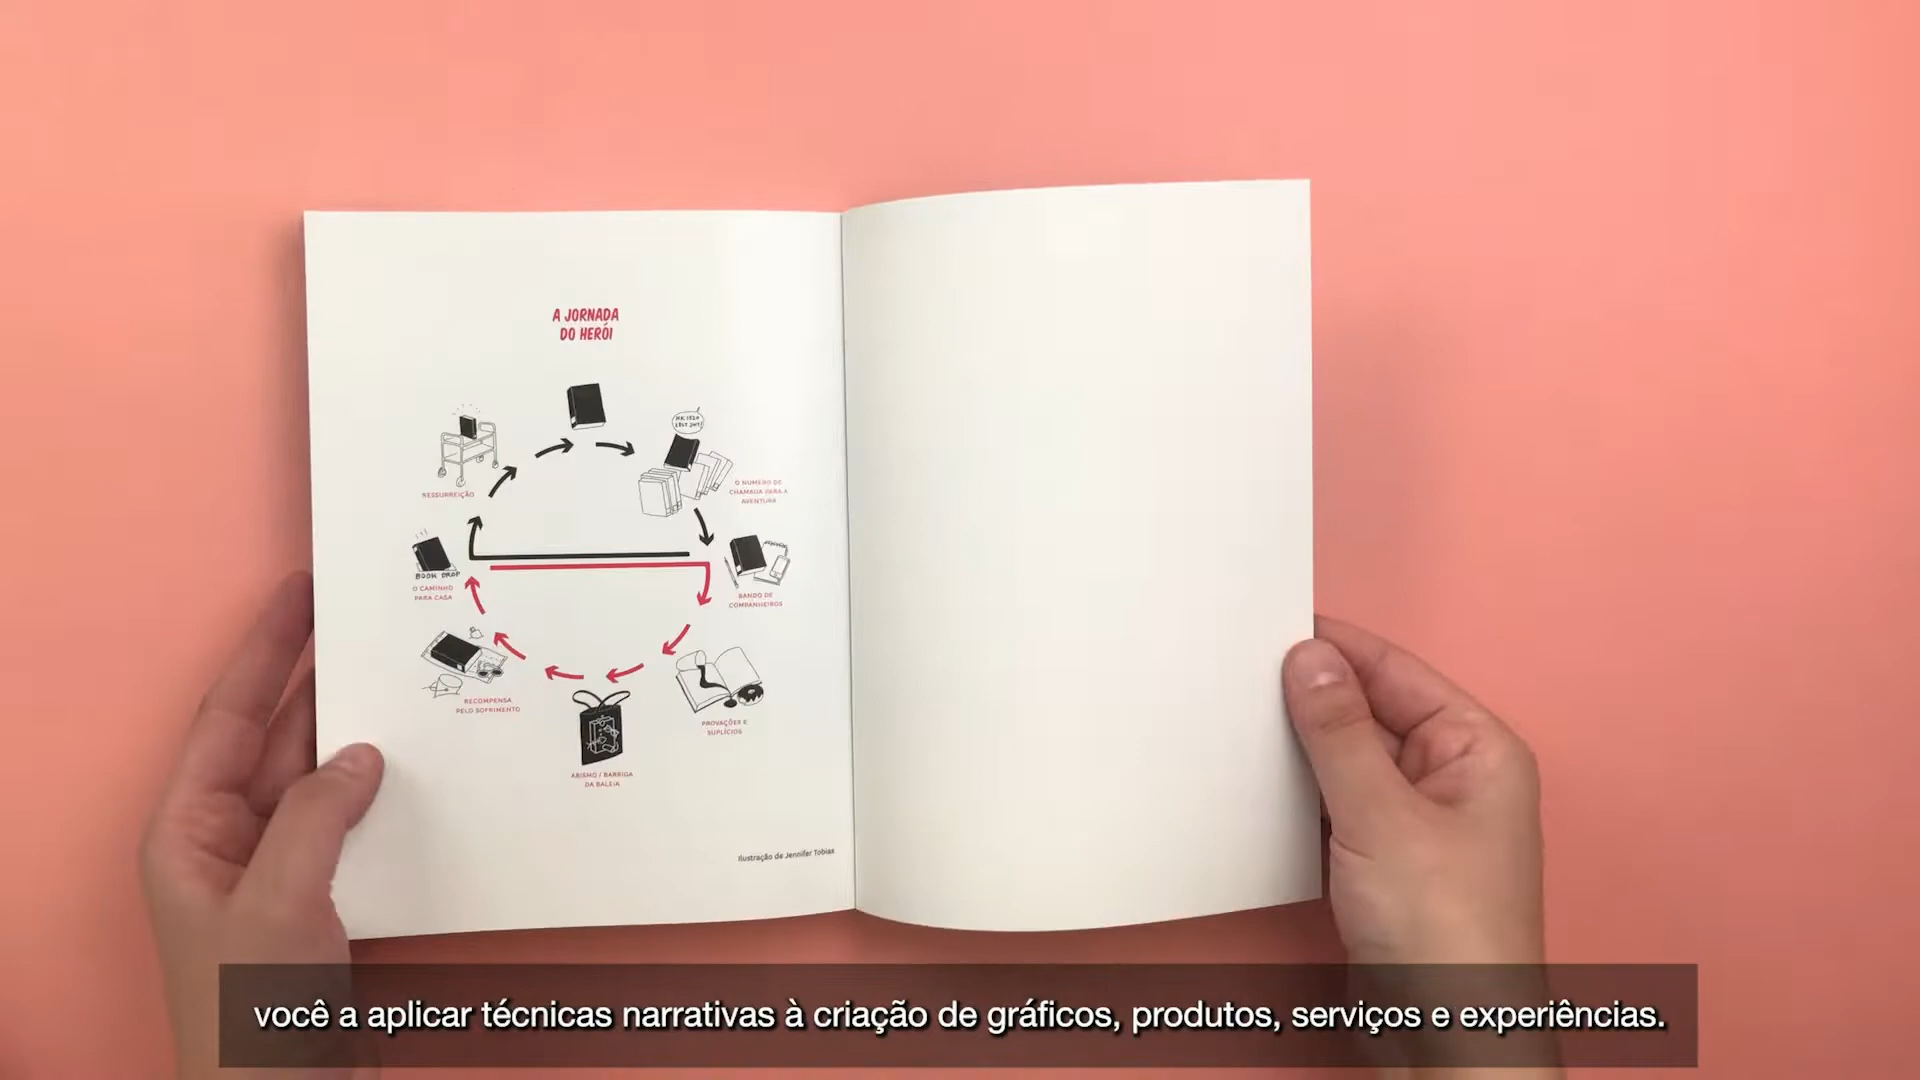 A JORNADA
DO HERÓI
RESSURREIÇÃO
O NÚMERO DE
CHAMADA PARA A
AVENTURA
BOOK DROP
O CAMINHO
PARA CASA
BANDO DE
COMPANHEIROS
RECOMPENSA
PELO SOFRIMENTO
PROVAÇÕES E
SUPLÍCIOS
ABISMO / BARRIGA
DA BALEIA
Ilustração de Jennifer Tobias
você a aplicar técnicas narrativas à criação de gráficos, produtos, serviços e experiências.